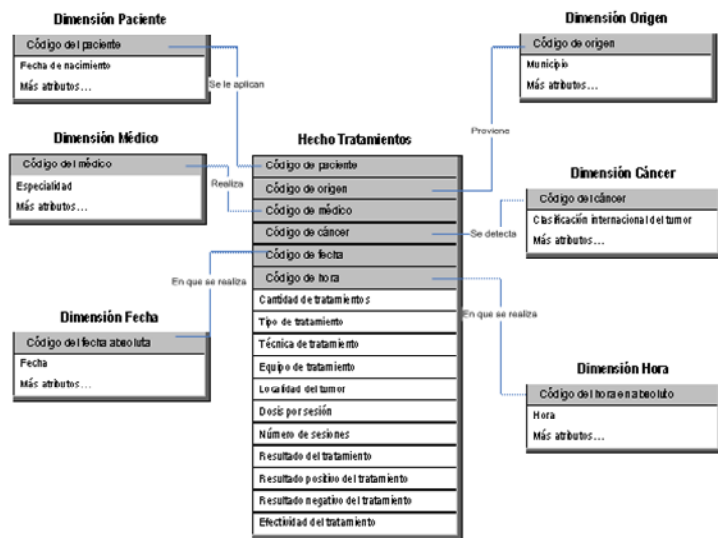 Dimensión Paciente
Código del paciente
Fecha de nacimiento
Más atributos...
Se le aplican
Dimensión Médico
Código del médico
Especialidad
Más atributos...
Realiza
Dimensión Fecha
Código del fecha absoluta
Fecha
Más atributos...
En que se realiza
Hecho Tratamientos
Código de paciente
Código de origen
Código de médico
Código de cáncer
Código de fecha
Código de hora
Cantidad de tratamientos
Tipo de tratamiento
Técnica de tratamiento
Equipo de tratamiento
Localidad del tumor
Dosis por sesión
Número de sesiones
Resultado del tratamiento
Resultado positivo del tratamiento
Resultado negativo del tratamiento
Efectividad del tratamiento
Dimensión Origen
Código de origen
Municipio
Más atributos...
Proviene
Dimensión Cáncer
Código del cáncer
Clasificación internacional del tumor
Más atributos...
Se detecta
En que se realiza
Dimensión Hora
Código del hora en absoluto
Hora
Más atributos...